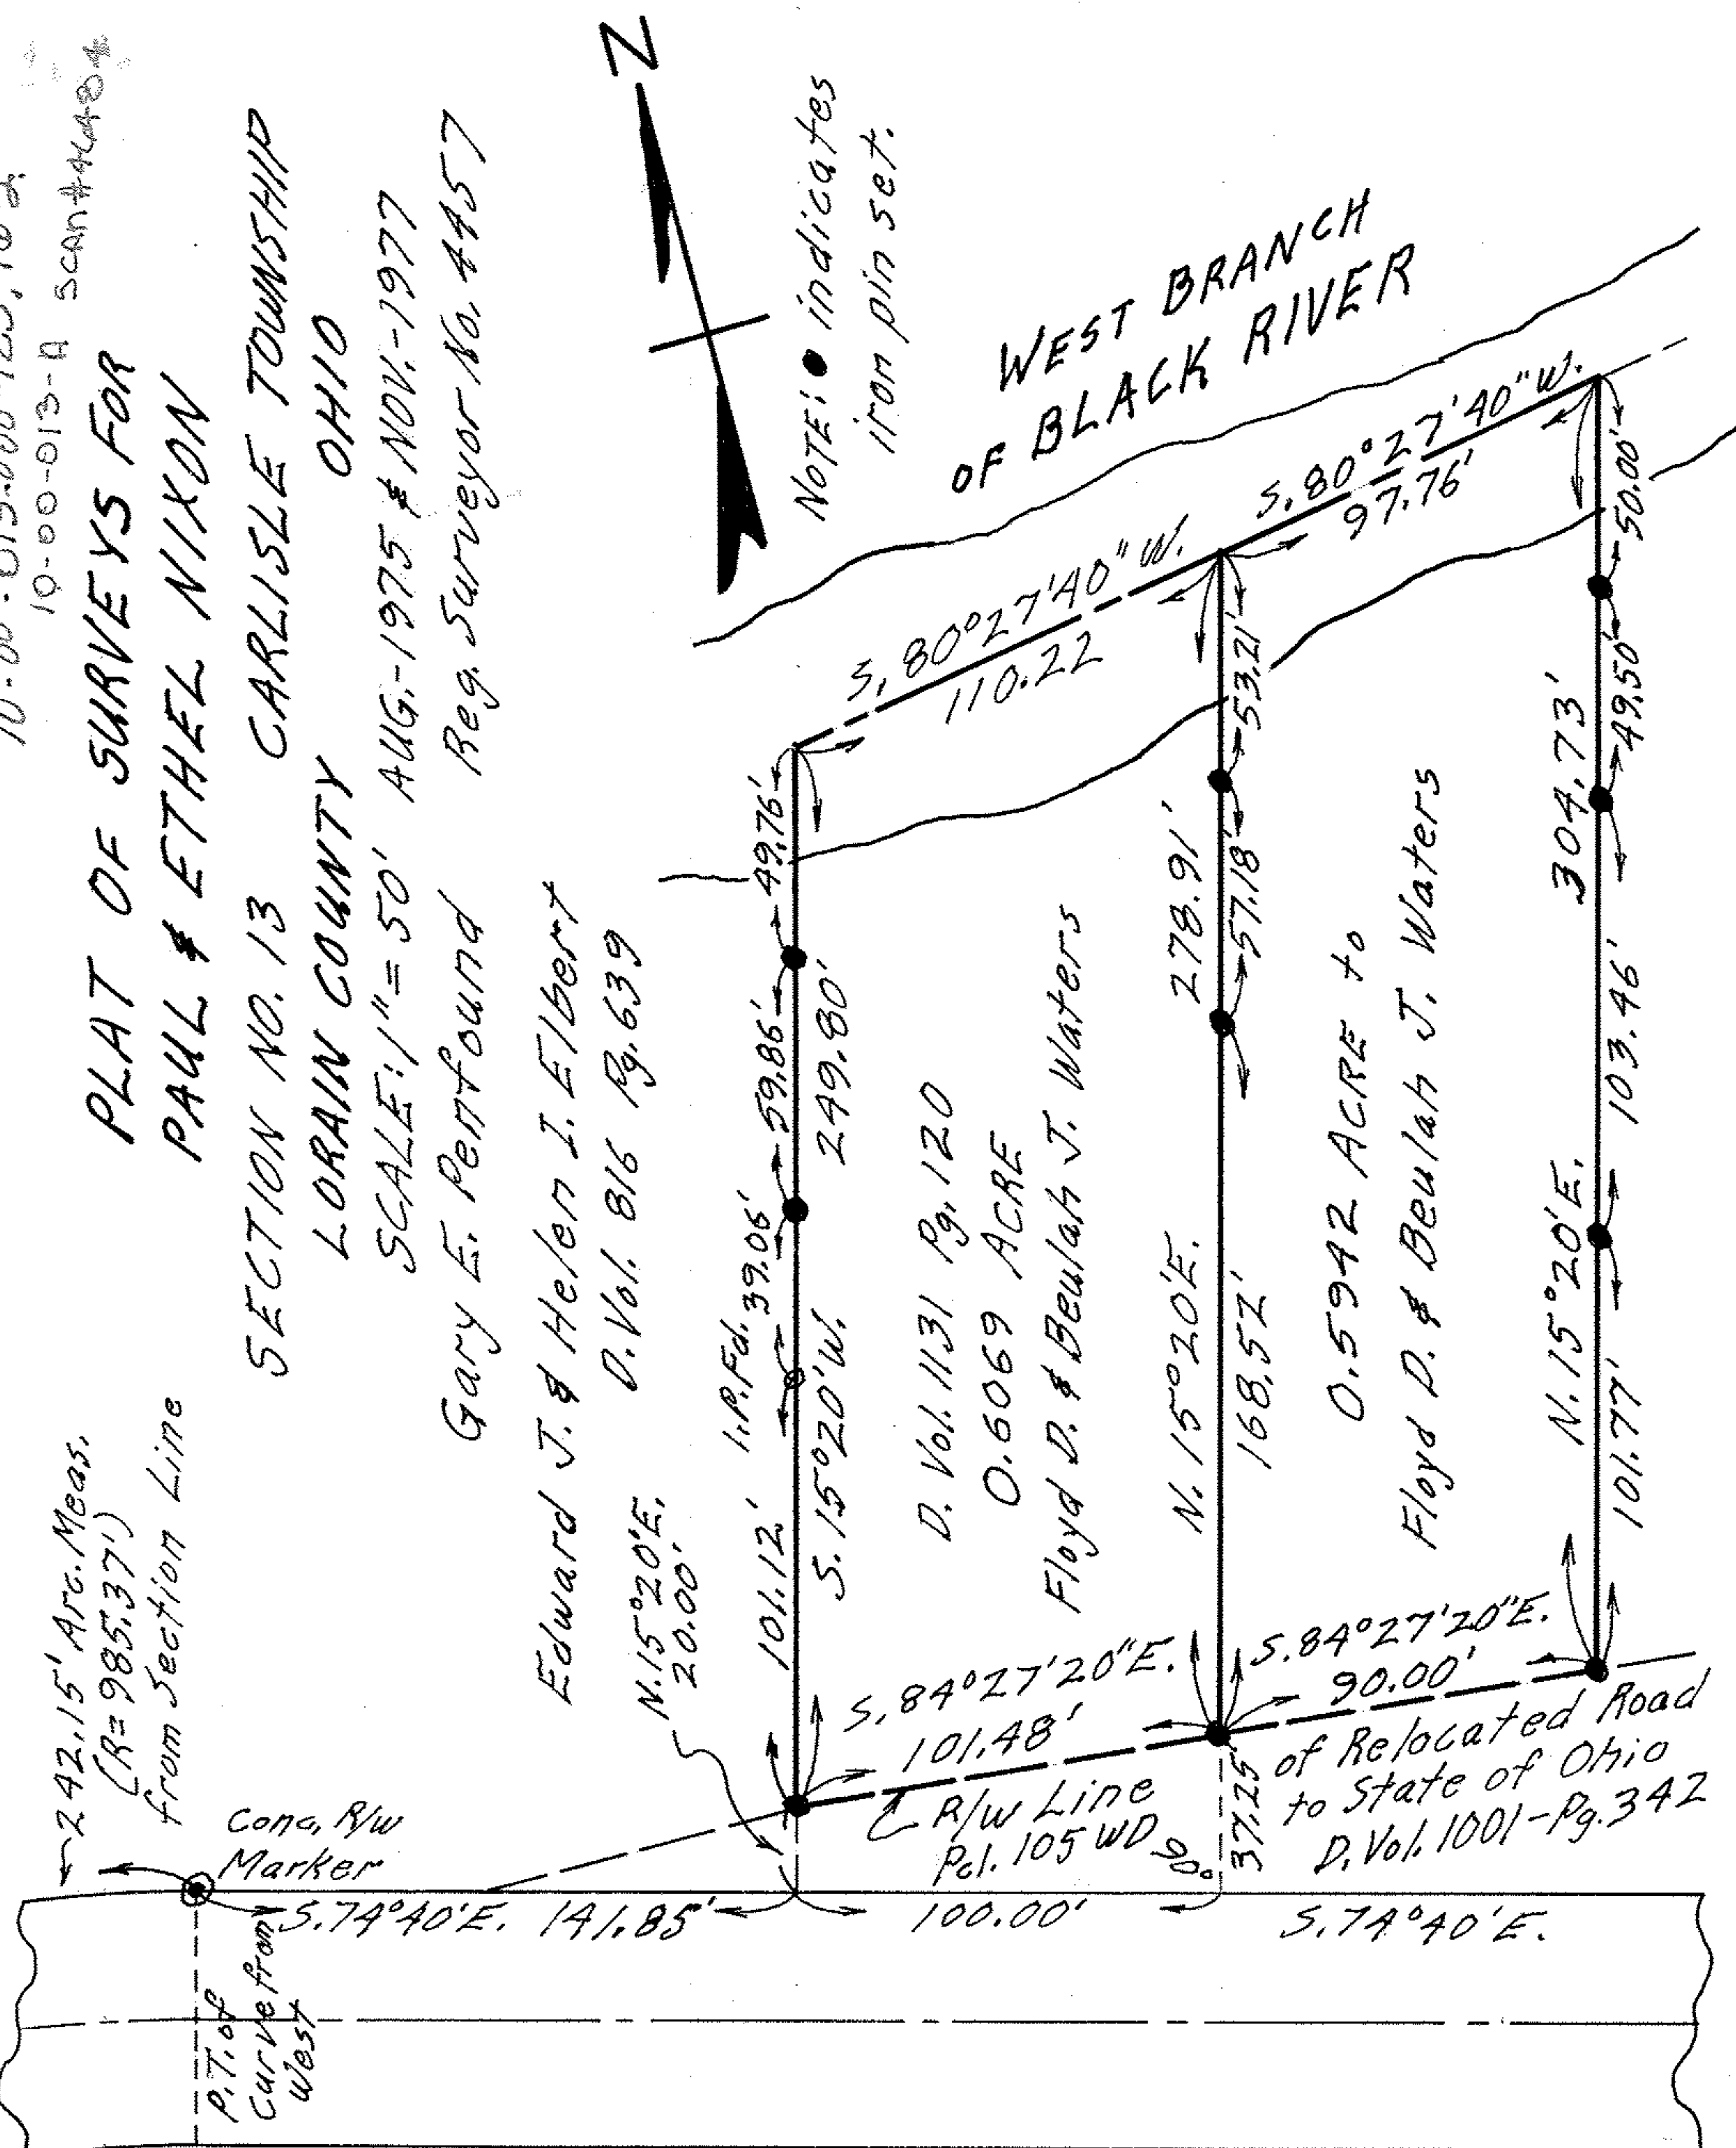 10-00-013-000-123, 162
10-00-013-A scan#
PLAT OF SURVEYS FOR
PAUL & ETHEL NIXON
SECTION NO. 13 CARLISLE TOWNSHIP
LORAIN COUNTY OHIO
SCALE: 1"=50' AUG.-1975 & NOV.-1977
Gary E. Penfound Reg. Surveyor No. 4457
N
NOTE: indicates
iron pin set.
WEST BRANCH
OF BLACK RIVER
S. 80°27'40"W.
110.22
S. 80°27'40"W.
97.76'
Edward J. & Helen I. Elbert
D. Vol. 816 Pg. 639
N. 15°20'E.
20.00'
101.12' I.P.Fd. 39.06' 59.86' 49.76'
S. 15°20'W. 249.80'
D. Vol. 1131 Pg. 120
0.6069 ACRE
Floyd D. & Beulah J. Waters
N. 15°20'E. 278.91'
168.52' 57.18' 53.21'
0.5942 ACRE to
Floyd D. & Beulah J. Waters
N. 15°20'E. 304.73'
101.77' 103.46' 49.50' 50.00'
242.15' Arc. Meas.
(R=985.37')
from Section Line
Conc. R/W
Marker
P.T. of
Curve from
West
S. 74°40'E. 141.85'
100.00'
S. 74°40'E.
S. 84°27'20"E.
101.48'
S. 84°27'20"E.
90.00'
R/W Line
Pcl. 105 WD
90°
37.25'
of Relocated Road
to State of Ohio
D. Vol. 1001-Pg. 342